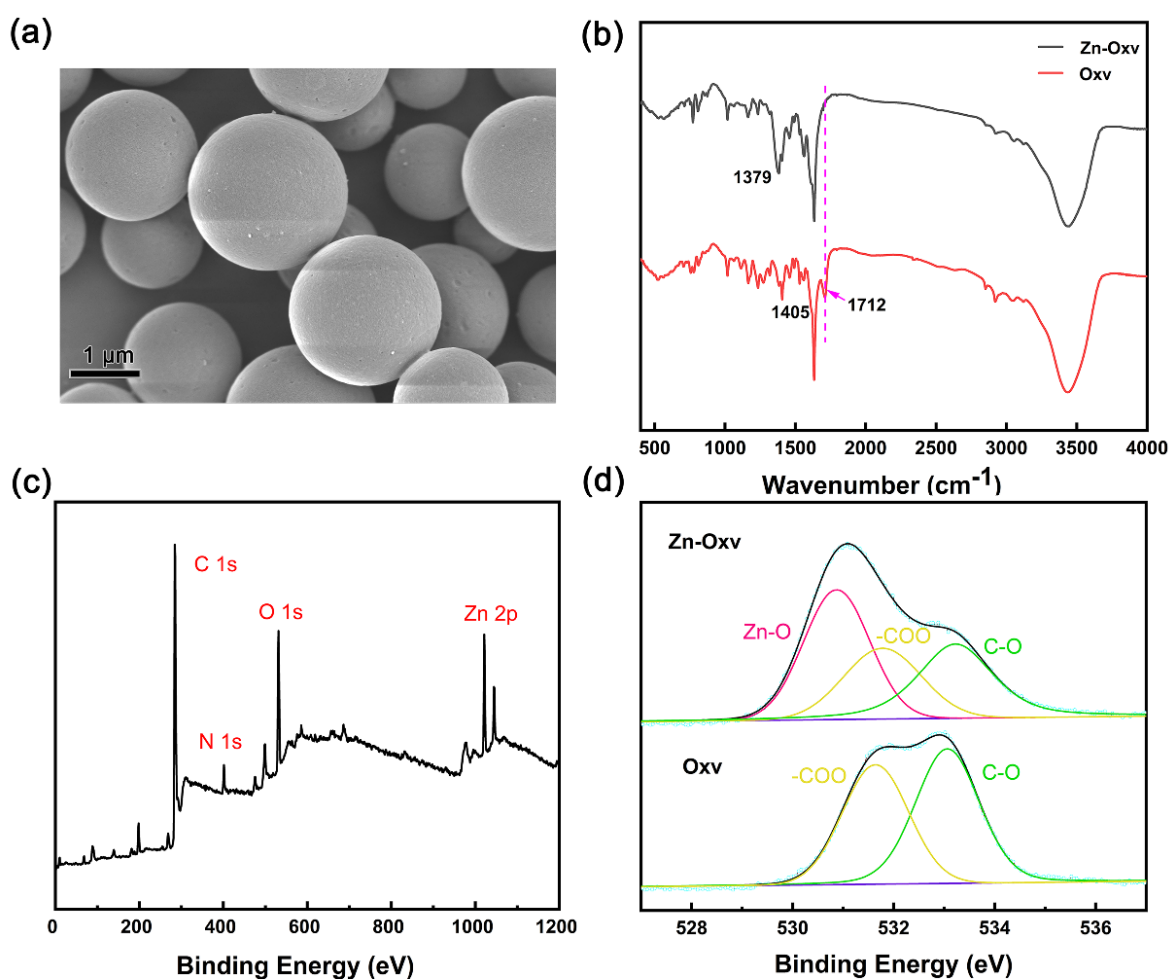 (a)
1 μm
(b)
Zn-Oxv
Oxv
1379
1405
1712
500 1000 1500 2000 2500 3000 3500 4000
Wavenumber (cm-1)
(c)
C 1s
N 1s
O 1s
Zn 2p
0 200 400 600 800 1000 1200
Binding Energy (eV)
(d)
Zn-Oxv
Zn-O
-COO
C-O
Oxv
-COO
C-O
528 530 532 534 536
Binding Energy (eV)